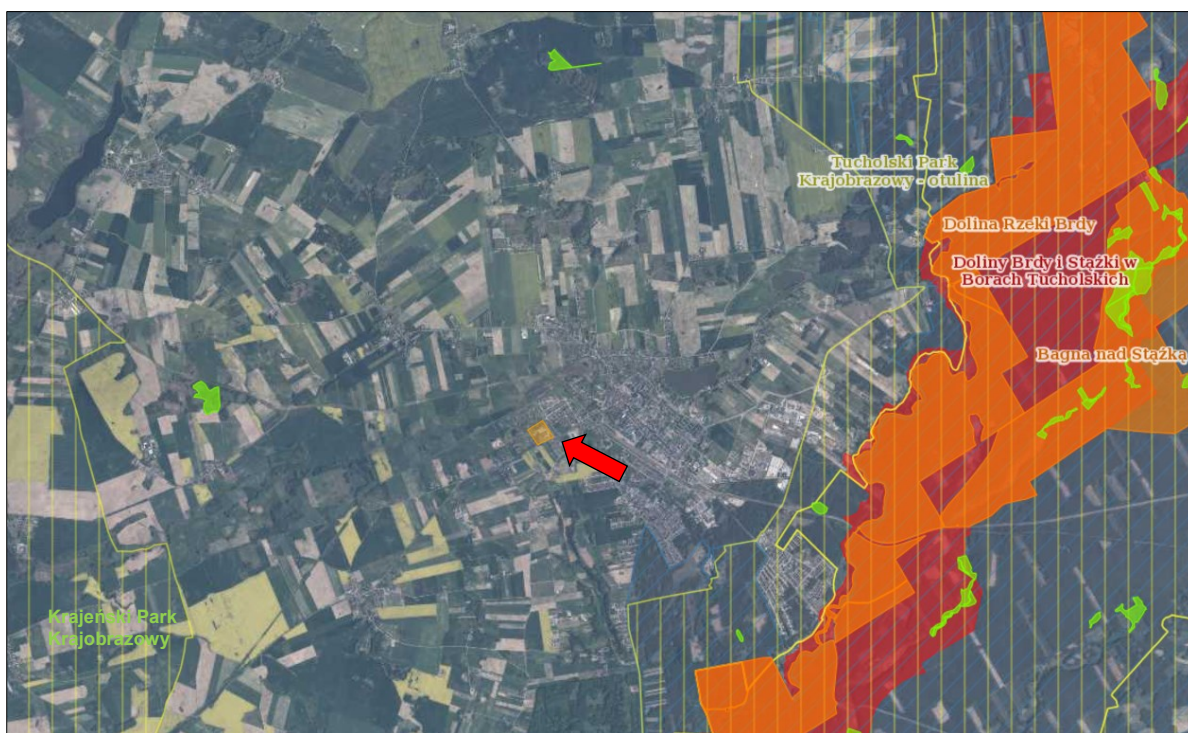 Tucholski Park
Krajobrazowy - otulina
Dolina Rzeki Brdy
Doliny Brdy i Stążki w
Borach Tucholskich
Bagna nad Stążką
Krajeński Park
Krajobrazowy